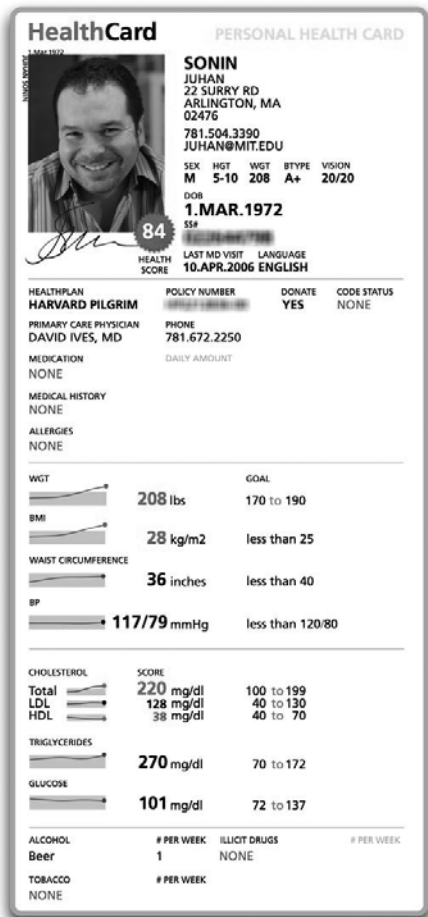 HealthCard PERSONAL HEALTH CARD
1.Mar.1972
JUHAN SONIN
SONIN
JUHAN
22 SURRY RD
ARLINGTON, MA
02476
781.504.3390
JUHAN@MIT.EDU
SEX HGT WGT BTYPE VISION
M 5-10 208 A+ 20/20
DOB
1.MAR.1972
SS#
84
HEALTH SCORE
LAST MD VISIT LANGUAGE
10.APR.2006 ENGLISH
HEALTHPLAN POLICY NUMBER DONATE CODE STATUS
HARVARD PILGRIM YES NONE
PRIMARY CARE PHYSICIAN PHONE
DAVID IVES, MD 781.672.2250
MEDICATION DAILY AMOUNT
NONE
MEDICAL HISTORY
NONE
ALLERGIES
NONE
WGT GOAL
208 lbs 170 to 190
BMI
28 kg/m2 less than 25
WAIST CIRCUMFERENCE
36 inches less than 40
BP
117/79 mmHg less than 120/80
CHOLESTEROL SCORE
Total 220 mg/dl 100 to 199
LDL 128 mg/dl 40 to 130
HDL 38 mg/dl 40 to 70
TRIGLYCERIDES
270 mg/dl 70 to 172
GLUCOSE
101 mg/dl 72 to 137
ALCOHOL # PER WEEK ILLICIT DRUGS # PER WEEK
Beer 1 NONE
TOBACCO # PER WEEK
NONE